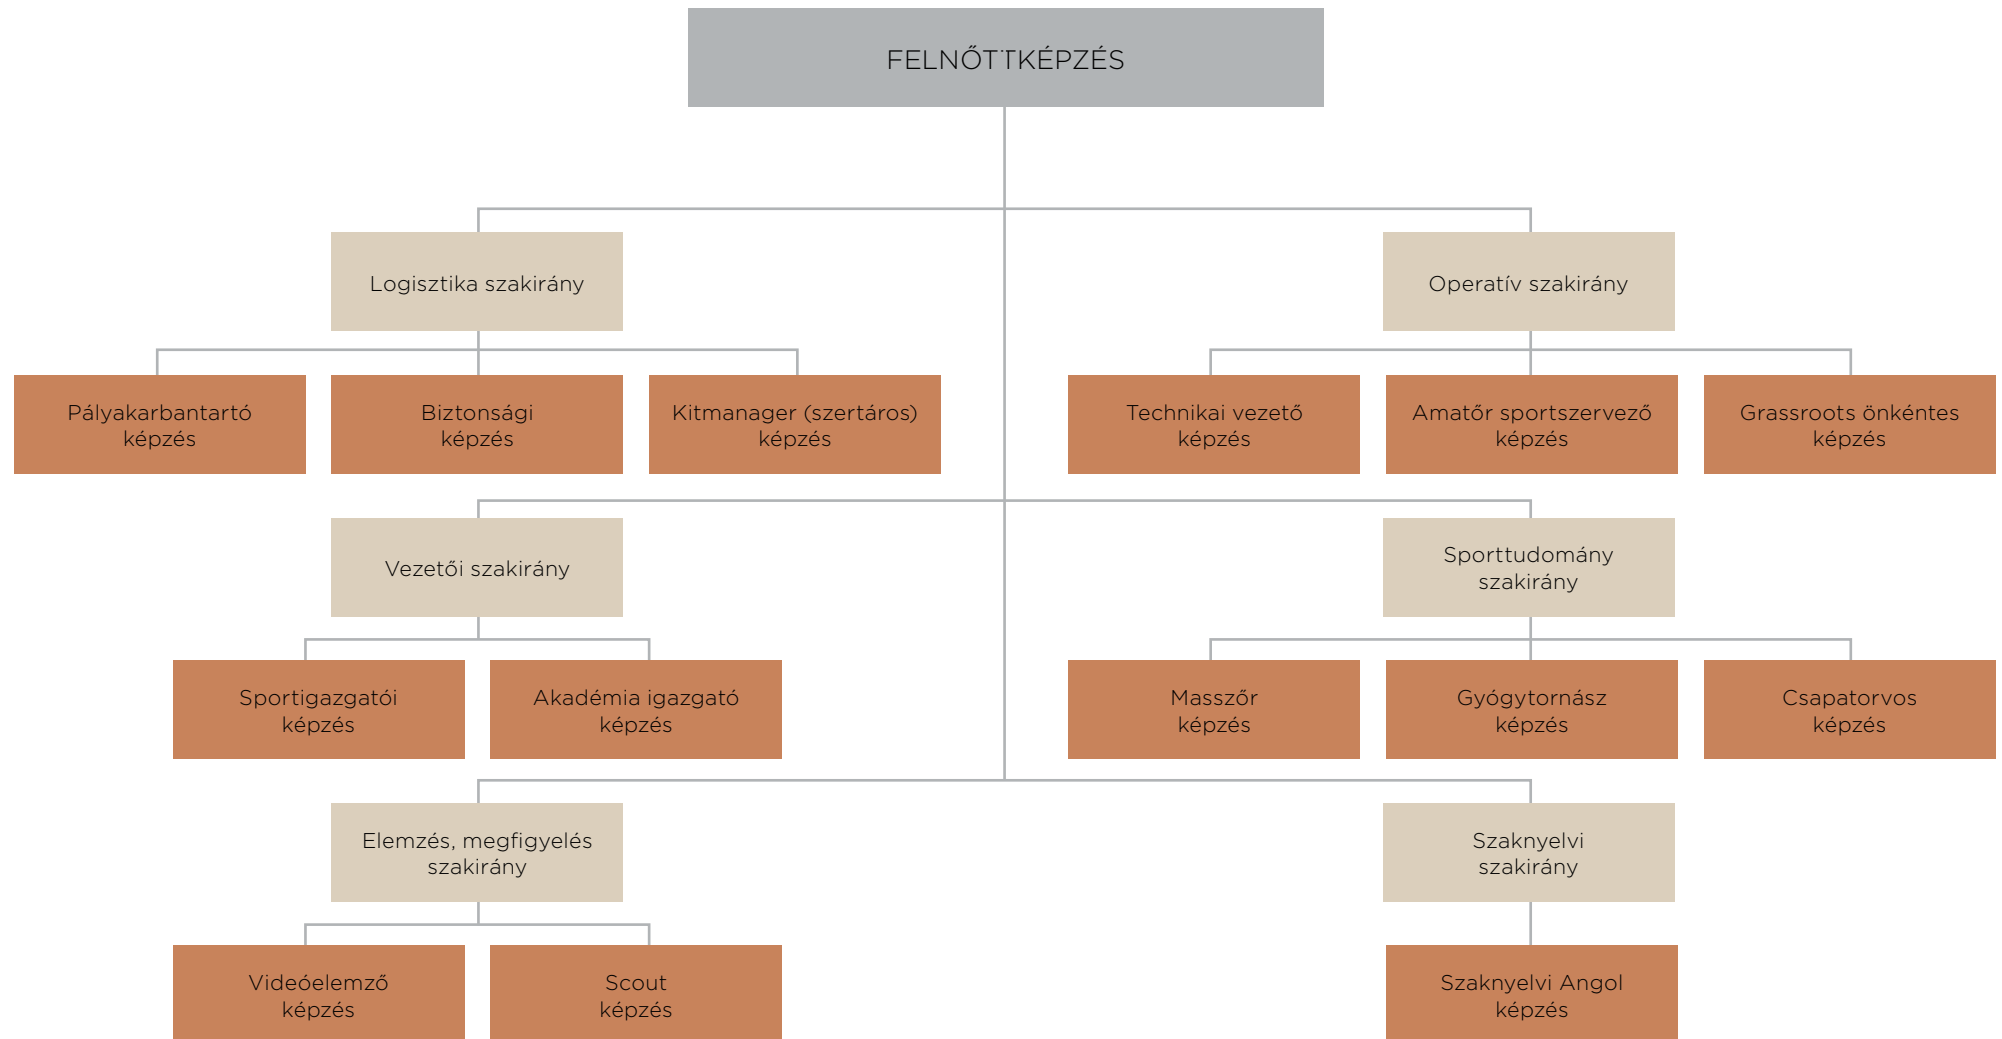 FELNŐTTKÉPZÉS
Logisztika szakirány
Operatív szakirány
Pályakarbantartó
képzés
Biztonsági
képzés
Kitmanager (szertáros)
képzés
Technikai vezető
képzés
Amatőr sportszervező
képzés
Grassroots önkéntes
képzés
Vezetői szakirány
Sporttudomány
szakirány
Sportigazgatói
képzés
Akadémia igazgató
képzés
Masszőr
képzés
Gyógytornász
képzés
Csapatorvos
képzés
Elemzés, megfigyelés
szakirány
Szaknyelvi
szakirány
Videóelemző
képzés
Scout
képzés
Szaknyelvi Angol
képzés